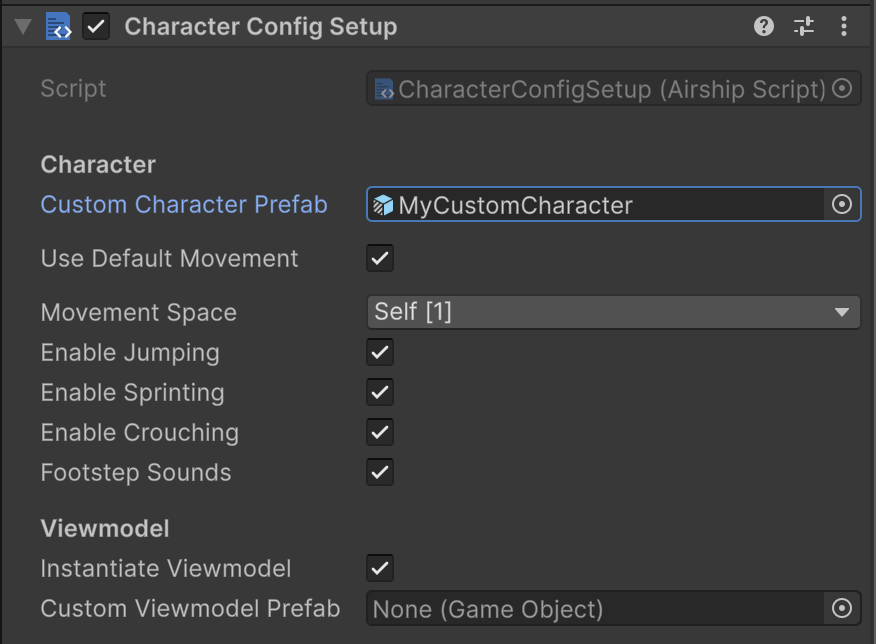 Character Config Setup
Script CharacterConfigSetup (Airship Script)
Character
Custom Character Prefab MyCustomCharacter
Use Default Movement
Movement Space Self [1]
Enable Jumping
Enable Sprinting
Enable Crouching
Footstep Sounds
Viewmodel
Instantiate Viewmodel
Custom Viewmodel Prefab None (Game Object)